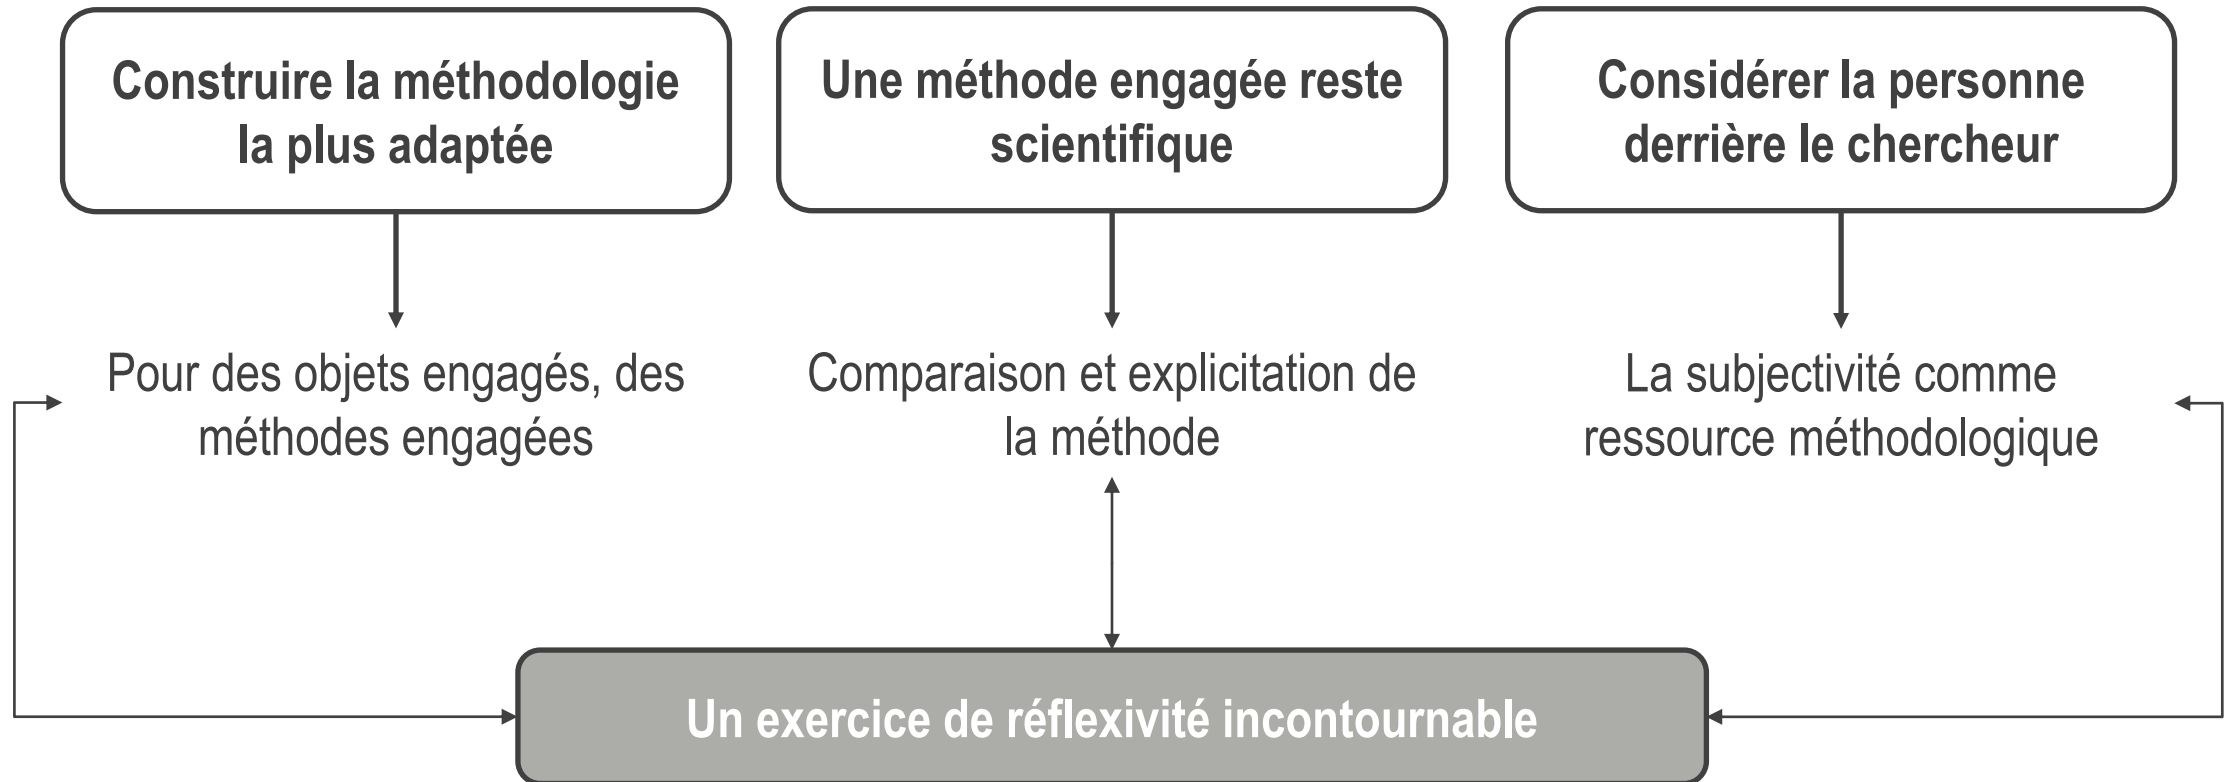 Construire la méthodologie
la plus adaptée
Une méthode engagée reste
scientifique
Considérer la personne
derrière le chercheur
Pour des objets engagés, des
méthodes engagées
Comparaison et explicitation de
la méthode
La subjectivité comme
ressource méthodologique
Un exercice de réflexivité incontournable